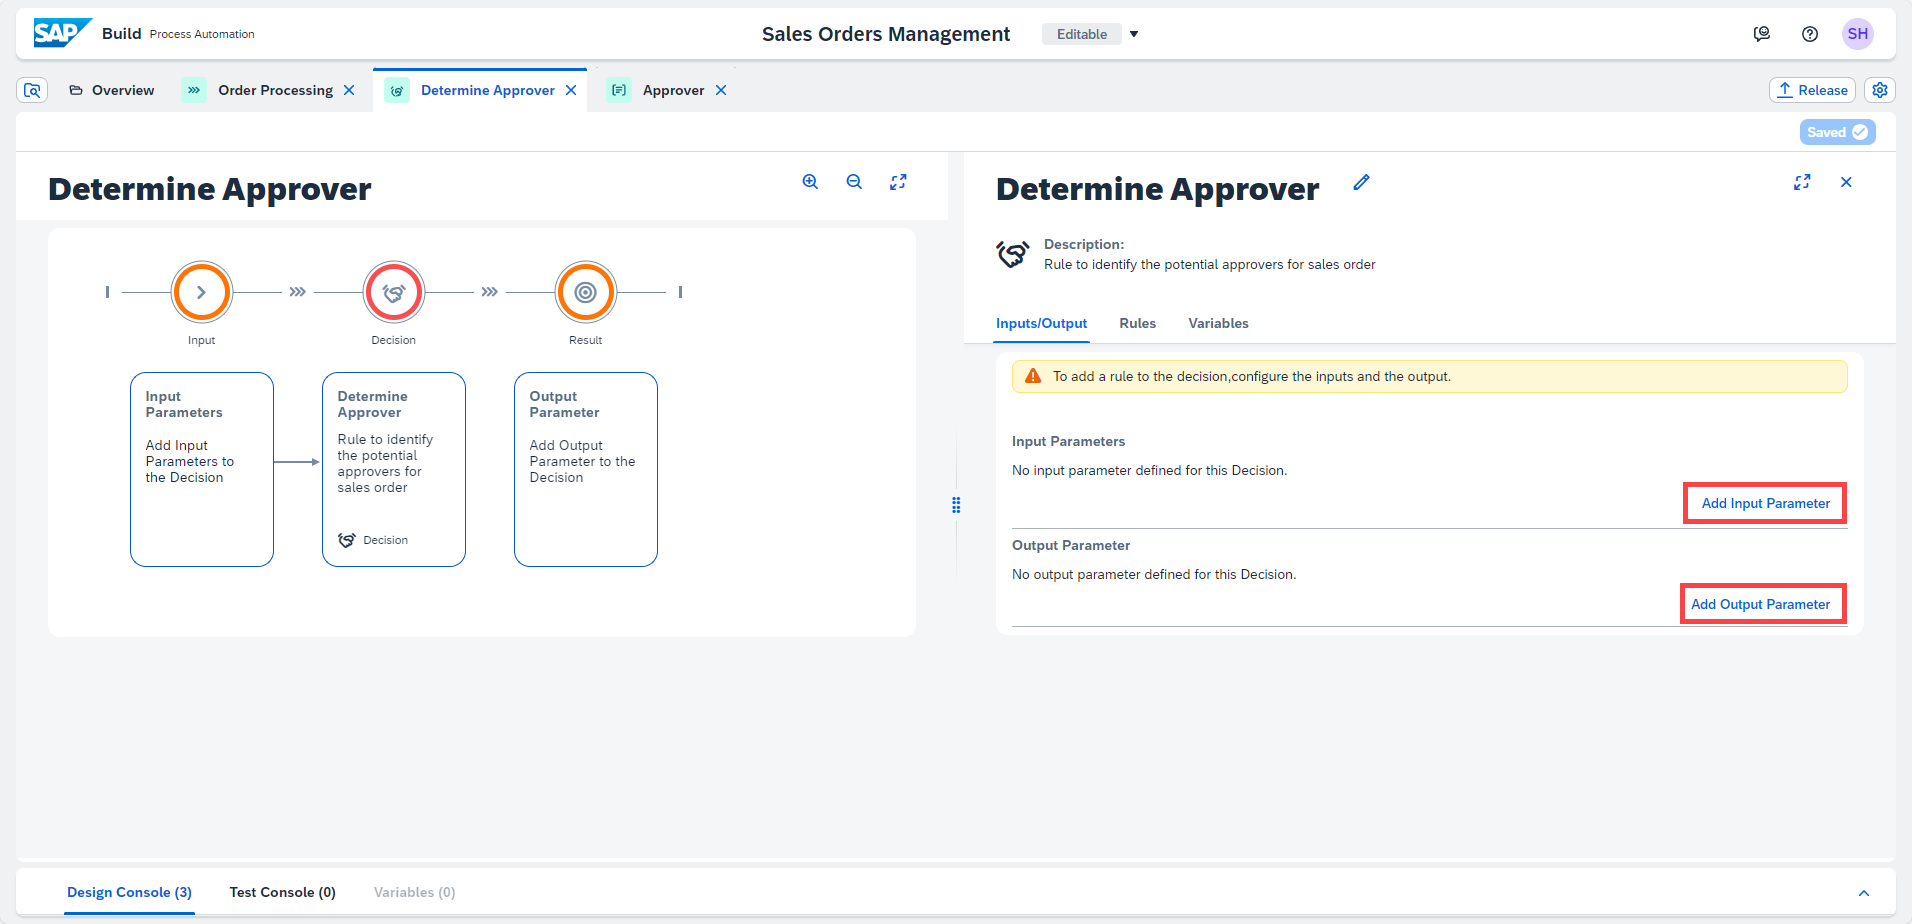 SAP Build Process Automation
Sales Orders Management Editable
SH
Overview Order Processing Determine Approver Approver
Release
Saved
Determine Approver
Input Decision Result
Input
Parameters
Add Input
Parameters to
the Decision
Determine
Approver
Rule to identify
the potential
approvers for
sales order
Decision
Output
Parameter
Add Output
Parameter to the
Decision
Determine Approver
Description:
Rule to identify the potential approvers for sales order
Inputs/Output Rules Variables
To add a rule to the decision,configure the inputs and the output.
Input Parameters
No input parameter defined for this Decision.
Add Input Parameter
Output Parameter
No output parameter defined for this Decision.
Add Output Parameter
Design Console (3) Test Console (0) Variables (0)